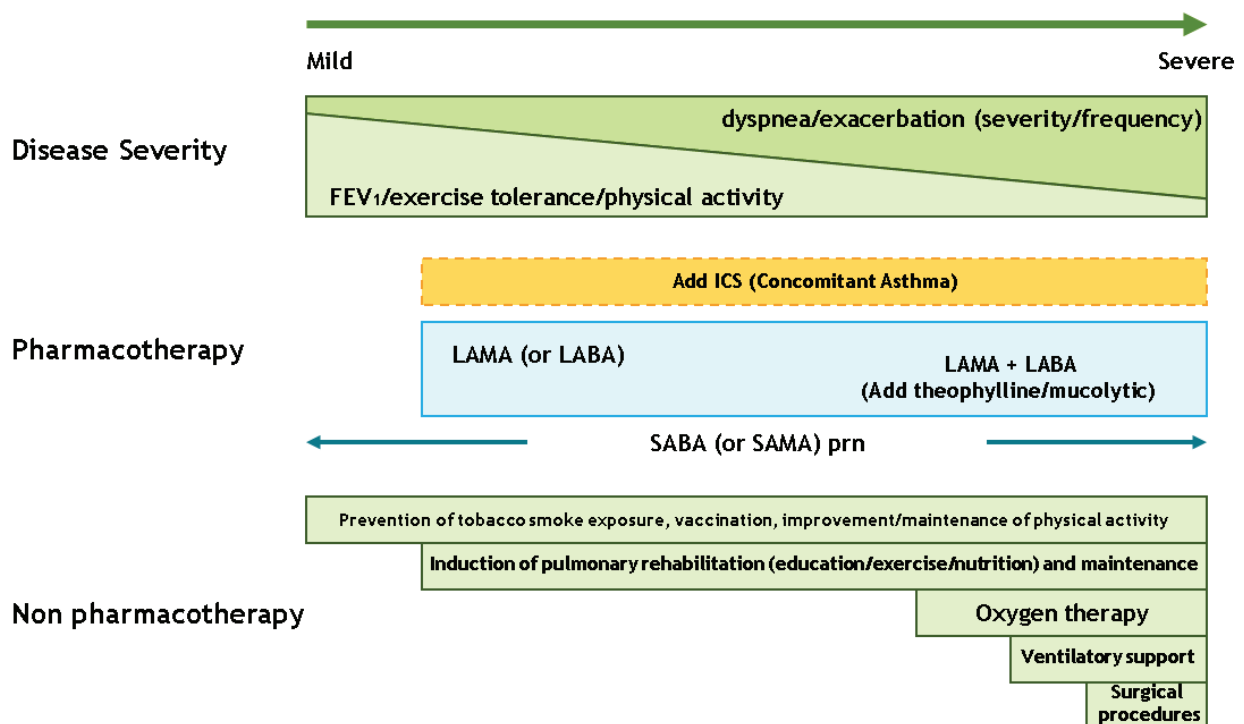 Mild
Severe
Disease Severity
dyspnea/exacerbation (severity/frequency)
FEV₁/exercise tolerance/physical activity
Pharmacotherapy
Add ICS (Concomitant Asthma)
LAMA (or LABA)
LAMA + LABA
(Add theophylline/mucolytic)
SABA (or SAMA) prn
Non pharmacotherapy
Prevention of tobacco smoke exposure, vaccination, improvement/maintenance of physical activity
Induction of pulmonary rehabilitation (education/exercise/nutrition) and maintenance
Oxygen therapy
Ventilatory support
Surgical
procedures